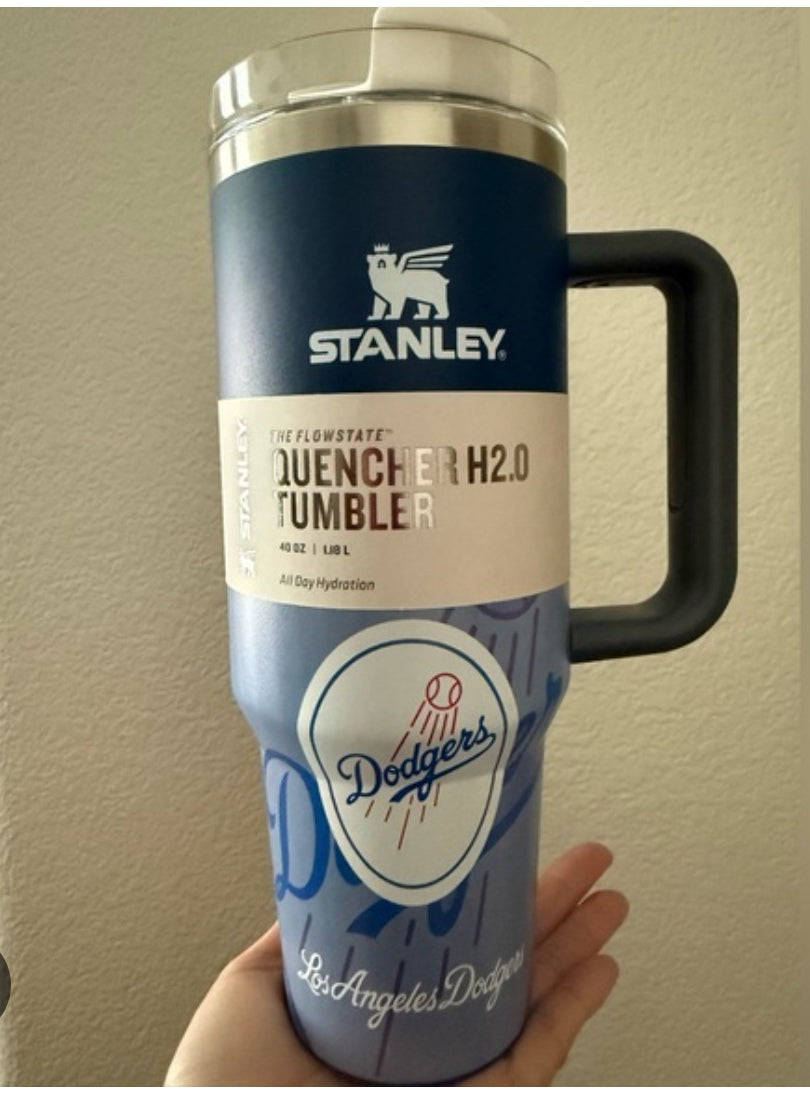 STANLEY®
STANLEY
THE FLOWSTATE™
QUENCHER H2.0
TUMBLER
40 OZ | 1.18 L
All Day Hydration
Dodgers
Los Angeles Dodgers